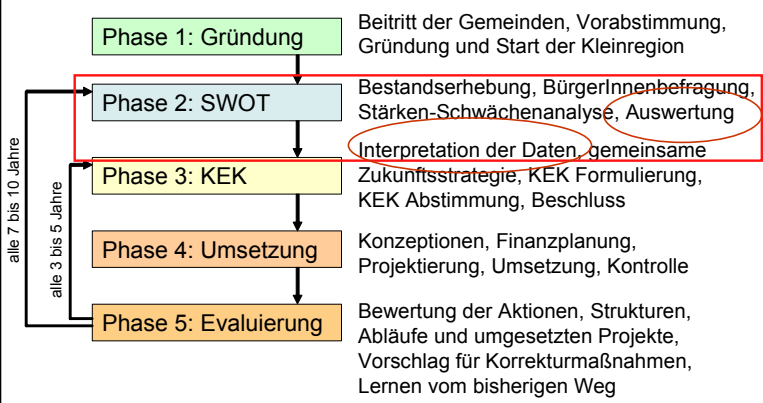 Phase 1: Gründung
Beitritt der Gemeinden, Vorabstimmung,
Gründung und Start der Kleinregion
Phase 2: SWOT
Bestandserhebung, BürgerInnenbefragung,
Stärken-Schwächenanalyse, Auswertung
Interpretation der Daten, gemeinsame
Phase 3: KEK
Zukunftsstrategie, KEK Formulierung,
KEK Abstimmung, Beschluss
Phase 4: Umsetzung
Konzeptionen, Finanzplanung,
Projektierung, Umsetzung, Kontrolle
Phase 5: Evaluierung
Bewertung der Aktionen, Strukturen,
Abläufe und umgesetzten Projekte,
Vorschlag für Korrekturmaßnahmen,
Lernen vom bisherigen Weg
alle 7 bis 10 Jahre
alle 3 bis 5 Jahre